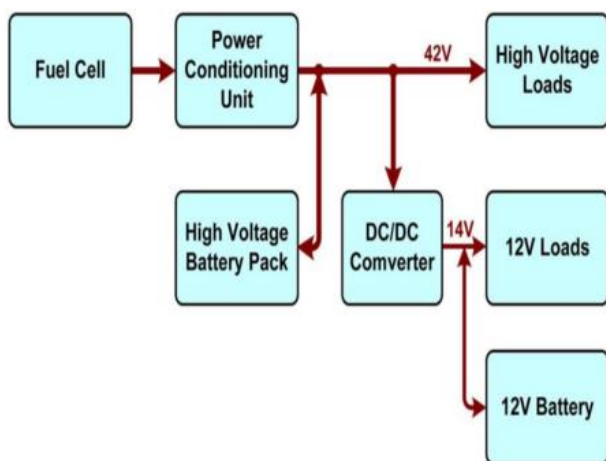 Fuel Cell
Power
Conditioning
Unit
42V
High Voltage
Loads
High Voltage
Battery Pack
DC/DC
Comverter
14V
12V Loads
12V Battery